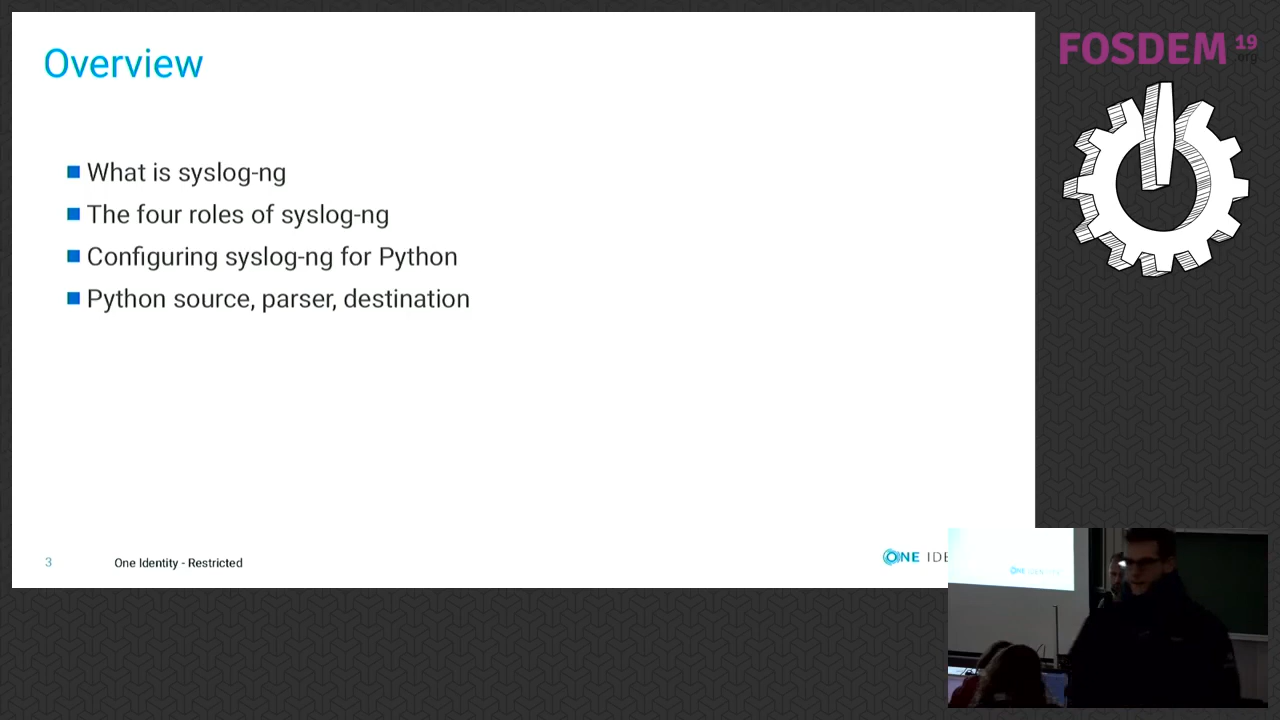 Overview
What is syslog-ng
The four roles of syslog-ng
Configuring syslog-ng for Python
Python source, parser, destination
3
One Identity - Restricted
ONE IDE
FOSDEM 19
.org